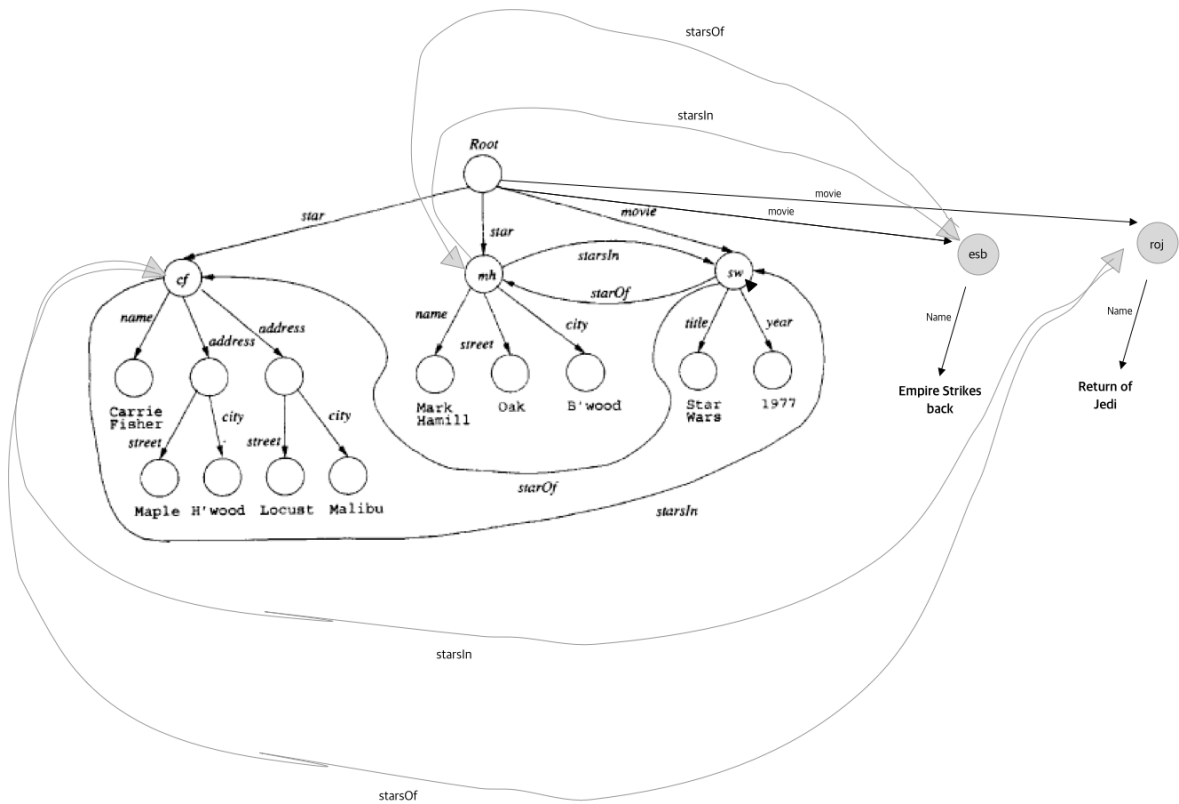 starsOf
starsIn
Root
movie
star
movie
movie
star
starsIn
roj
esb
cf
mh
sw
starOf
name
address
address
name
street
city
title
year
Name
Name
Carrie
Fisher
Mark
Hamill
Oak
B'wood
Star
Wars
1977
Empire Strikes
back
Return of
Jedi
street
city
street
city
Maple
H'wood
Locust
Malibu
starOf
starsIn
starsIn
starsOf